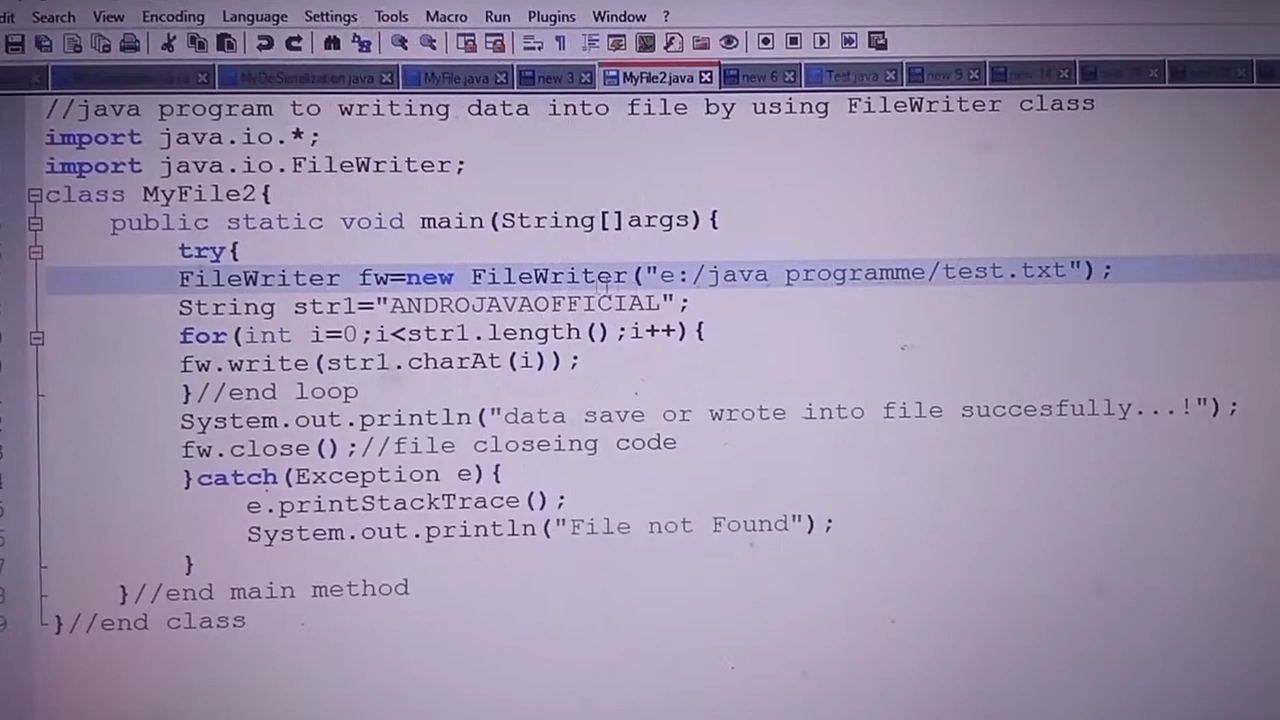 dit Search View Encoding Language Settings Tools Macro Run Plugins Window ?
MyDeSerialization.java MyFile.java new 3 MyFile2.java new 6 Test.java new 9 new 14
//java program to writing data into file by using FileWriter class
import java.io.*;
import java.io.FileWriter;
class MyFile2{
public static void main(String[]args){
try{
FileWriter fw=new FileWriter("e:/java programme/test.txt");
String str1="ANDROJAVAOFFICIAL";
for(int i=0;i<str1.length();i++){
fw.write(str1.charAt(i));
}//end loop
System.out.println("data save or wrote into file succesfully...!");
fw.close();//file closeing code
}catch(Exception e){
e.printStackTrace();
System.out.println("File not Found");
}
}//end main method
}//end class